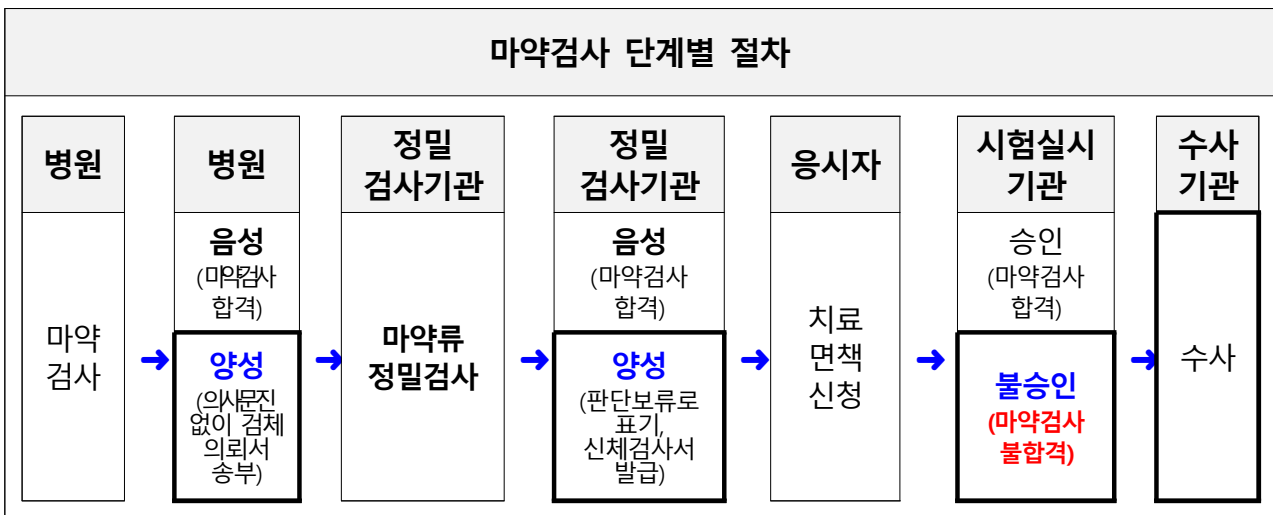 마약검사 단계별 절차
병원
병원
정밀
검사기관
정밀
검사기관
응시자
시험실시
기관
수사
기관
마약
검사
➜
음성
(마약검사
합격)
양성
(의사문진
없이 검체
의뢰서
송부)
➜
마약류
정밀검사
➜
음성
(마약검사
합격)
양성
(판단보류로
표기,
신체검사서
발급)
➜
치료
면책
신청
➜
승인
(마약검사
합격)
불승인
(마약검사
불합격)
➜
수사